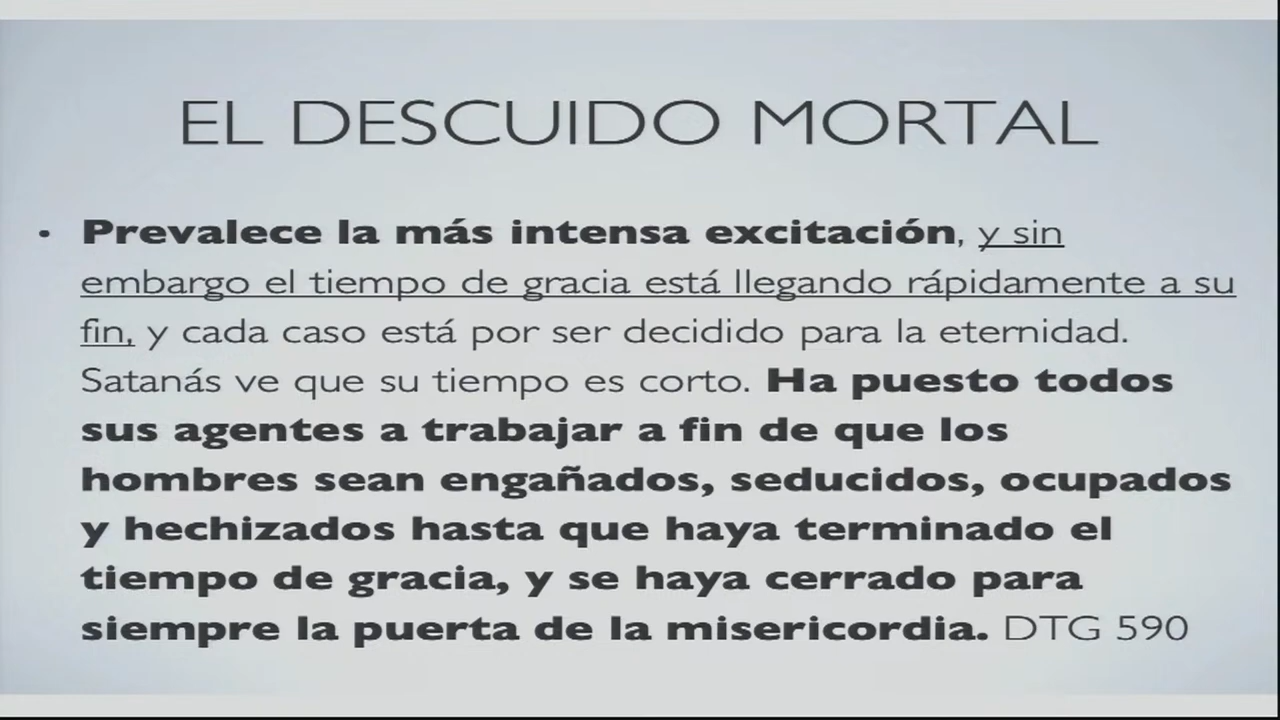 EL DESCUIDO MORTAL
• Prevalece la más intensa excitación, y sin
embargo el tiempo de gracia está llegando rápidamente a su
fin, y cada caso está por ser decidido para la eternidad.
Satanás ve que su tiempo es corto. Ha puesto todos
sus agentes a trabajar a fin de que los
hombres sean engañados, seducidos, ocupados
y hechizados hasta que haya terminado el
tiempo de gracia, y se haya cerrado para
siempre la puerta de la misericordia. DTG 590